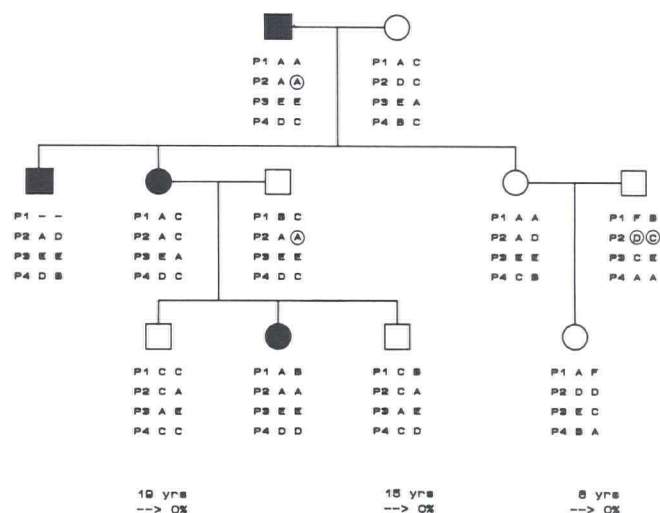 P1 A A
P2 A A
P3 E E
P4 D C
P1 A C
P2 D C
P3 E A
P4 B C
P1 - -
P2 A D
P3 E E
P4 D B
P1 A C
P2 A C
P3 E A
P4 D C
P1 B C
P2 A A
P3 E E
P4 D C
P1 A A
P2 A D
P3 E E
P4 C B
P1 F B
P2 D C
P3 C E
P4 A A
P1 C C
P2 C A
P3 A E
P4 C C
P1 A B
P2 A A
P3 E E
P4 D D
P1 C B
P2 C A
P3 A E
P4 C D
P1 A F
P2 D D
P3 E C
P4 B A
19 yrs
--> 0%
15 yrs
--> 0%
8 yrs
--> 0%